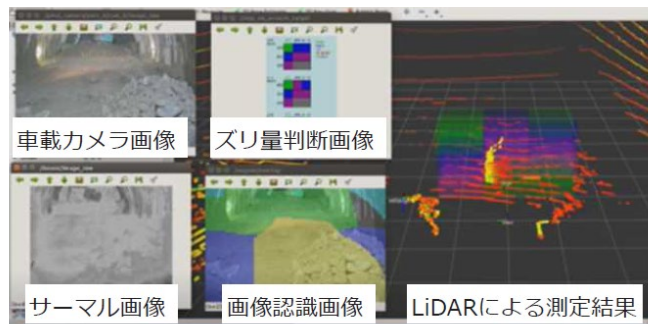 車載カメラ画像
ズリ量判断画像
サーマル画像
画像認識画像
LiDARによる測定結果